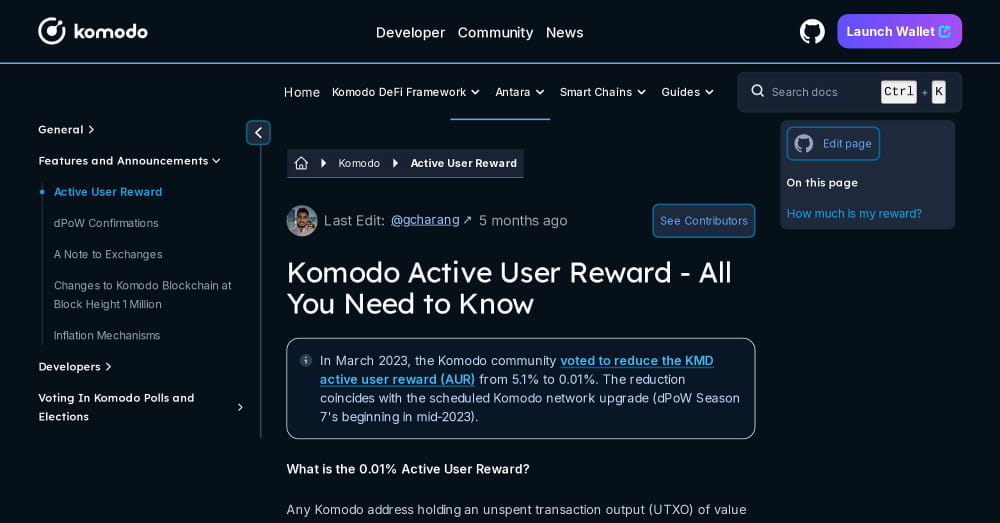 komodo
Developer Community News
Launch Wallet
Home Komodo DeFi Framework Antara Smart Chains Guides
Search docs Ctrl + K
General
Features and Announcements
Active User Reward
dPoW Confirmations
A Note to Exchanges
Changes to Komodo Blockchain at
Block Height 1 Million
Inflation Mechanisms
Developers
Voting In Komodo Polls and
Elections
Komodo Active User Reward
Last Edit: @gcharang ↗ 5 months ago
See Contributors
Komodo Active User Reward - All
You Need to Know
In March 2023, the Komodo community voted to reduce the KMD
active user reward (AUR) from 5.1% to 0.01%. The reduction
coincides with the scheduled Komodo network upgrade (dPoW Season
7's beginning in mid-2023).
What is the 0.01% Active User Reward?
Any Komodo address holding an unspent transaction output (UTXO) of value
Edit page
On this page
How much is my reward?